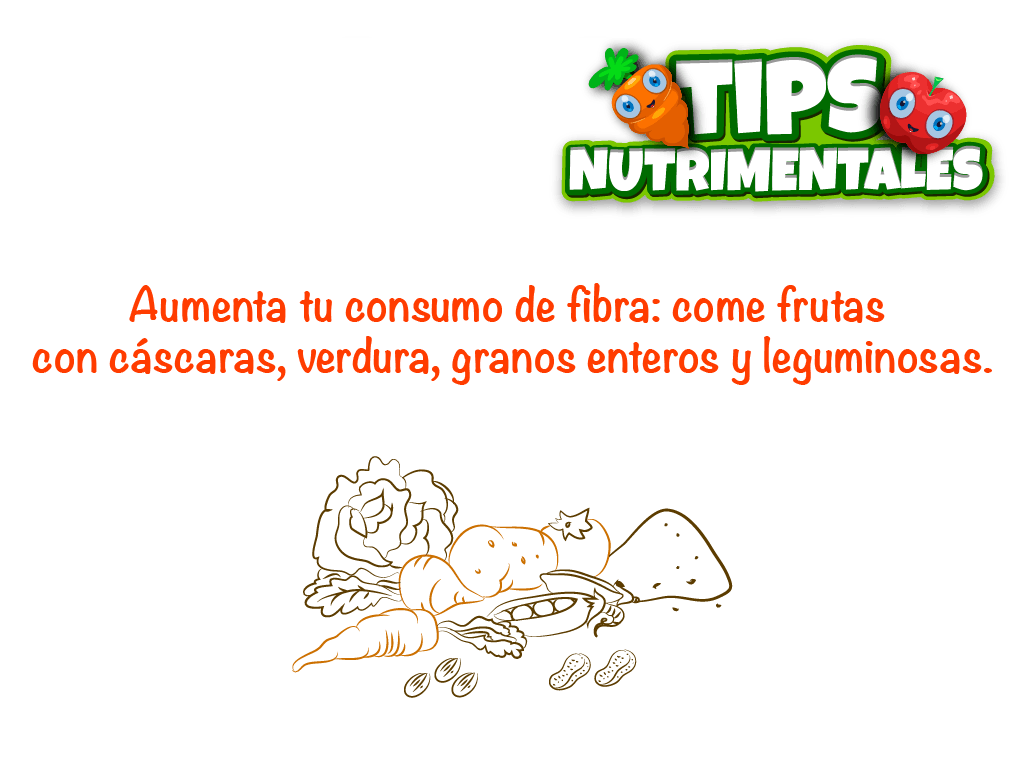 TIPS
NUTRIMENTALES
Aumenta tu consumo de fibra: come frutas
con cáscaras, verdura, granos enteros y leguminosas.